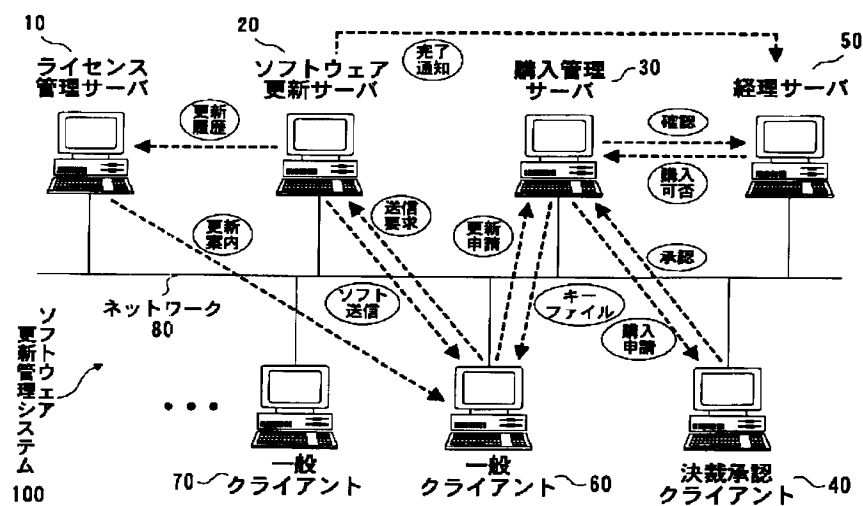 10
ライセンス
管理サーバ
20
ソフトウェア
更新サーバ
完了
通知
購入管理
サーバ
30
50
経理サーバ
更新
履歴
確認
購入
可否
更新
案内
送信
要求
更新
申請
承認
ネットワーク
80
ソフト
送信
キー
ファイル
購入
申請
ソフトウェア
更新管理システム
100
・・・
70
一般
クライアント
一般
クライアント
60
決裁承認
クライアント
40